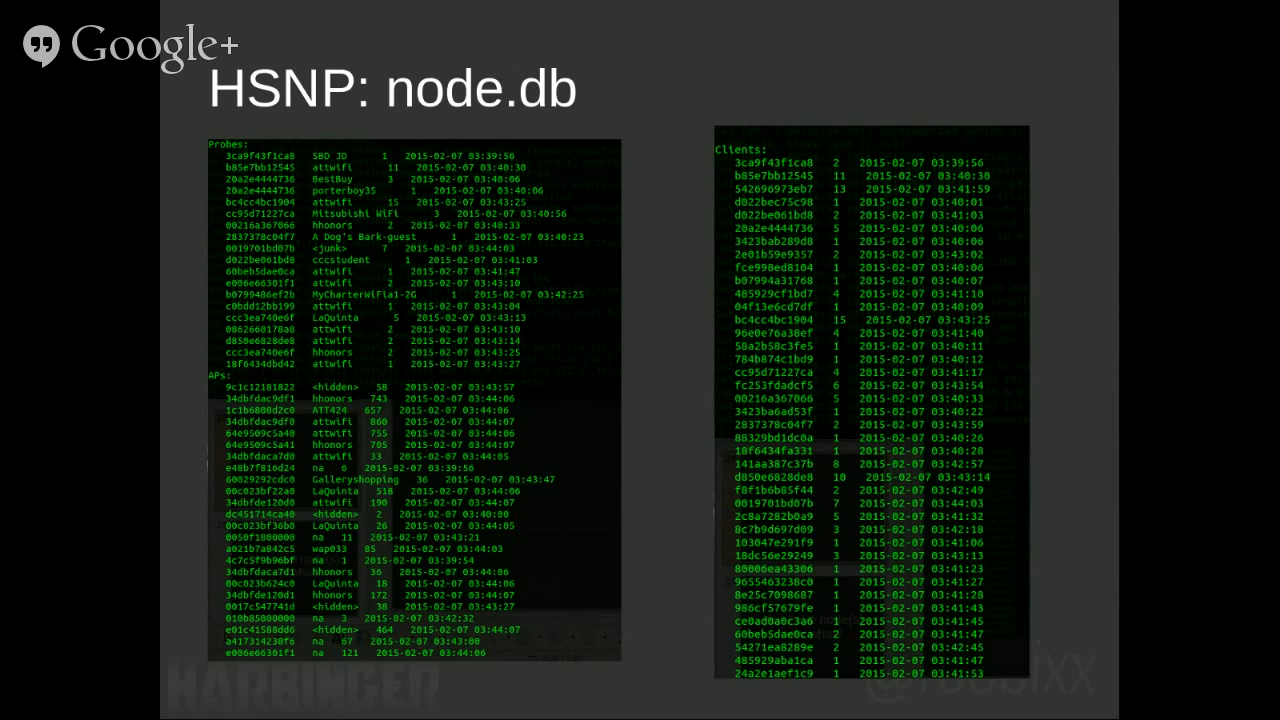 Google+
HSNP: node.db
Probes:
3ca9f43f1ca8 SBD JD 1 2015-02-07 03:39:56
b85e7bb12545 attwifi 11 2015-02-07 03:40:30
20a2e4444736 BestBuy 3 2015-02-07 03:40:06
20a2e4444736 porterboy35 1 2015-02-07 03:40:06
bc4cc4bc1904 attwifi 15 2015-02-07 03:43:25
cc95d71227ca Mitsubishi WiFi 3 2015-02-07 03:40:56
00216a367066 hhonors 2 2015-02-07 03:40:33
2837378c04f7 A Dog's Bark-guest 1 2015-02-07 03:40:23
0019701bd07b <junk> 7 2015-02-07 03:44:03
d022be061bd8 cccstudent 1 2015-02-07 03:41:03
60beb5dae0ca attwifi 1 2015-02-07 03:41:47
e006e66301f1 attwifi 2 2015-02-07 03:43:10
b0799486ef2b MyCharterWiFia1-2G 1 2015-02-07 03:42:25
c0bdd12bb199 attwifi 1 2015-02-07 03:43:04
ccc3ea740e6f LaQuinta 5 2015-02-07 03:43:13
0862660178a8 attwifi 2 2015-02-07 03:43:10
d850e6828de8 attwifi 2 2015-02-07 03:43:14
ccc3ea740e6f hhonors 2 2015-02-07 03:43:25
18f6434dbd42 attwifi 1 2015-02-07 03:43:27
APs:
9c1c12181822 <hidden> 58 2015-02-07 03:43:57
34dbfdac9df1 hhonors 743 2015-02-07 03:44:06
1c1b6808d2c0 ATT424 657 2015-02-07 03:44:06
34dbfdac9df0 attwifi 860 2015-02-07 03:44:07
64e9509c5a40 attwifi 755 2015-02-07 03:44:06
64e9509c5a41 hhonors 705 2015-02-07 03:44:07
34dbfdaca7d0 attwifi 33 2015-02-07 03:44:05
e48b7f816d24 na 6 2015-02-07 03:39:56
60029292cdc0 Galleryshopping 36 2015-02-07 03:43:47
00c023bf22a0 LaQuinta 518 2015-02-07 03:44:06
34dbfde120d0 attwifi 190 2015-02-07 03:44:07
dc451714ca40 <hidden> 2 2015-02-07 03:40:00
00c023bf36b0 LaQuinta 26 2015-02-07 03:44:05
0050f1800000 na 11 2015-02-07 03:43:21
a021b7a842c5 wap033 85 2015-02-07 03:44:03
4c7c5f9b96bf na 1 2015-02-07 03:39:54
34dbfdaca7d1 hhonors 36 2015-02-07 03:44:06
00c023b624c0 LaQuinta 18 2015-02-07 03:44:06
34dbfde120d1 hhonors 172 2015-02-07 03:44:07
0017c547741d <hidden> 38 2015-02-07 03:43:27
010b85000000 na 3 2015-02-07 03:42:32
e01c41508dd6 <hidden> 464 2015-02-07 03:44:07
a417314238f6 na 67 2015-02-07 03:43:00
e006e66301f1 na 121 2015-02-07 03:44:06
Clients:
3ca9f43f1ca8 2 2015-02-07 03:39:56
b85e7bb12545 11 2015-02-07 03:40:30
542696973eb7 13 2015-02-07 03:41:59
d022bec75c98 1 2015-02-07 03:40:01
d022be061bd8 2 2015-02-07 03:41:03
20a2e4444736 5 2015-02-07 03:40:06
3423bab289d8 1 2015-02-07 03:40:06
2e01b59e9357 2 2015-02-07 03:43:02
fce998ed8104 1 2015-02-07 03:40:06
b07994a31768 1 2015-02-07 03:40:07
485929cf1bd7 4 2015-02-07 03:41:10
04f13e6cd7df 1 2015-02-07 03:40:09
bc4cc4bc1904 15 2015-02-07 03:43:25
96e0e76a38ef 4 2015-02-07 03:41:40
58a2b58c3fe5 1 2015-02-07 03:40:11
784b874c1bd9 1 2015-02-07 03:40:12
cc95d71227ca 4 2015-02-07 03:41:17
fc253fdadcf5 6 2015-02-07 03:43:54
00216a367066 5 2015-02-07 03:40:33
3423ba6ad53f 1 2015-02-07 03:40:22
2837378c04f7 2 2015-02-07 03:43:59
88329bd1dc0a 1 2015-02-07 03:40:26
18f6434fa331 1 2015-02-07 03:40:28
141aa387c37b 8 2015-02-07 03:42:57
d850e6828de8 10 2015-02-07 03:43:14
f8f1b6b85f44 2 2015-02-07 03:42:49
0019701bd07b 7 2015-02-07 03:44:03
2c8a7282b0a9 5 2015-02-07 03:41:32
8c7b9d697d09 3 2015-02-07 03:42:18
103047e291f9 1 2015-02-07 03:41:06
18dc56e29249 3 2015-02-07 03:43:13
80006ea43306 1 2015-02-07 03:41:23
9655463238c0 1 2015-02-07 03:41:27
8e25c7098687 1 2015-02-07 03:41:28
986cf57679fe 1 2015-02-07 03:41:43
ce0ad0a0c3a6 1 2015-02-07 03:41:45
60beb5dae0ca 2 2015-02-07 03:41:47
54271ea8289e 2 2015-02-07 03:42:45
485929aba1ca 1 2015-02-07 03:41:47
24a2e1aef1c9 1 2015-02-07 03:41:53
HARBINGER